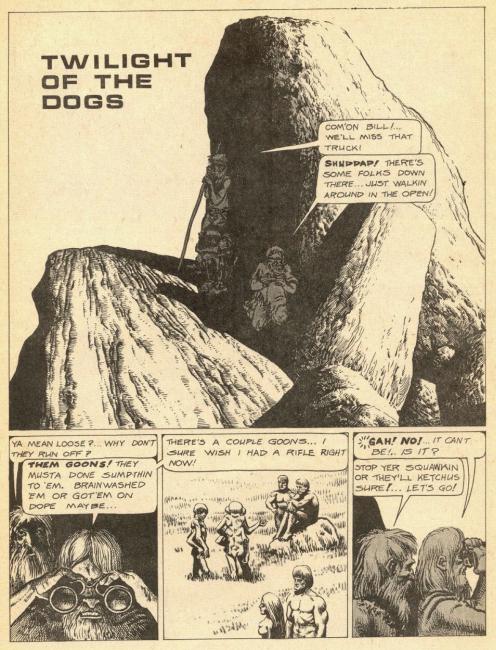 TWILIGHT
OF THE
DOGS
COM'ON BILL!...
WE'LL MISS THAT
TRUCK!
SHUDDAP! THERE'S
SOME FOLKS DOWN
THERE... JUST WALKIN
AROUND IN THE OPEN!
YA MEAN LOOSE?... WHY DON'T
THEY RUN OFF?
THEM GOONS! THEY
MUSTA DONE SUMPTHIN
TO 'EM. BRAINWASHED
'EM OR GOT 'EM ON
DOPE MAYBE...
THERE'S A COUPLE GOONS... I
SURE WISH I HAD A RIFLE RIGHT
NOW!
GAH! NO!... IT CAN'T
BE!.. IS IT?
STOP YER SQUAWKIN
OR THEY'LL KETCHUS
SURE!... LET'S GO!